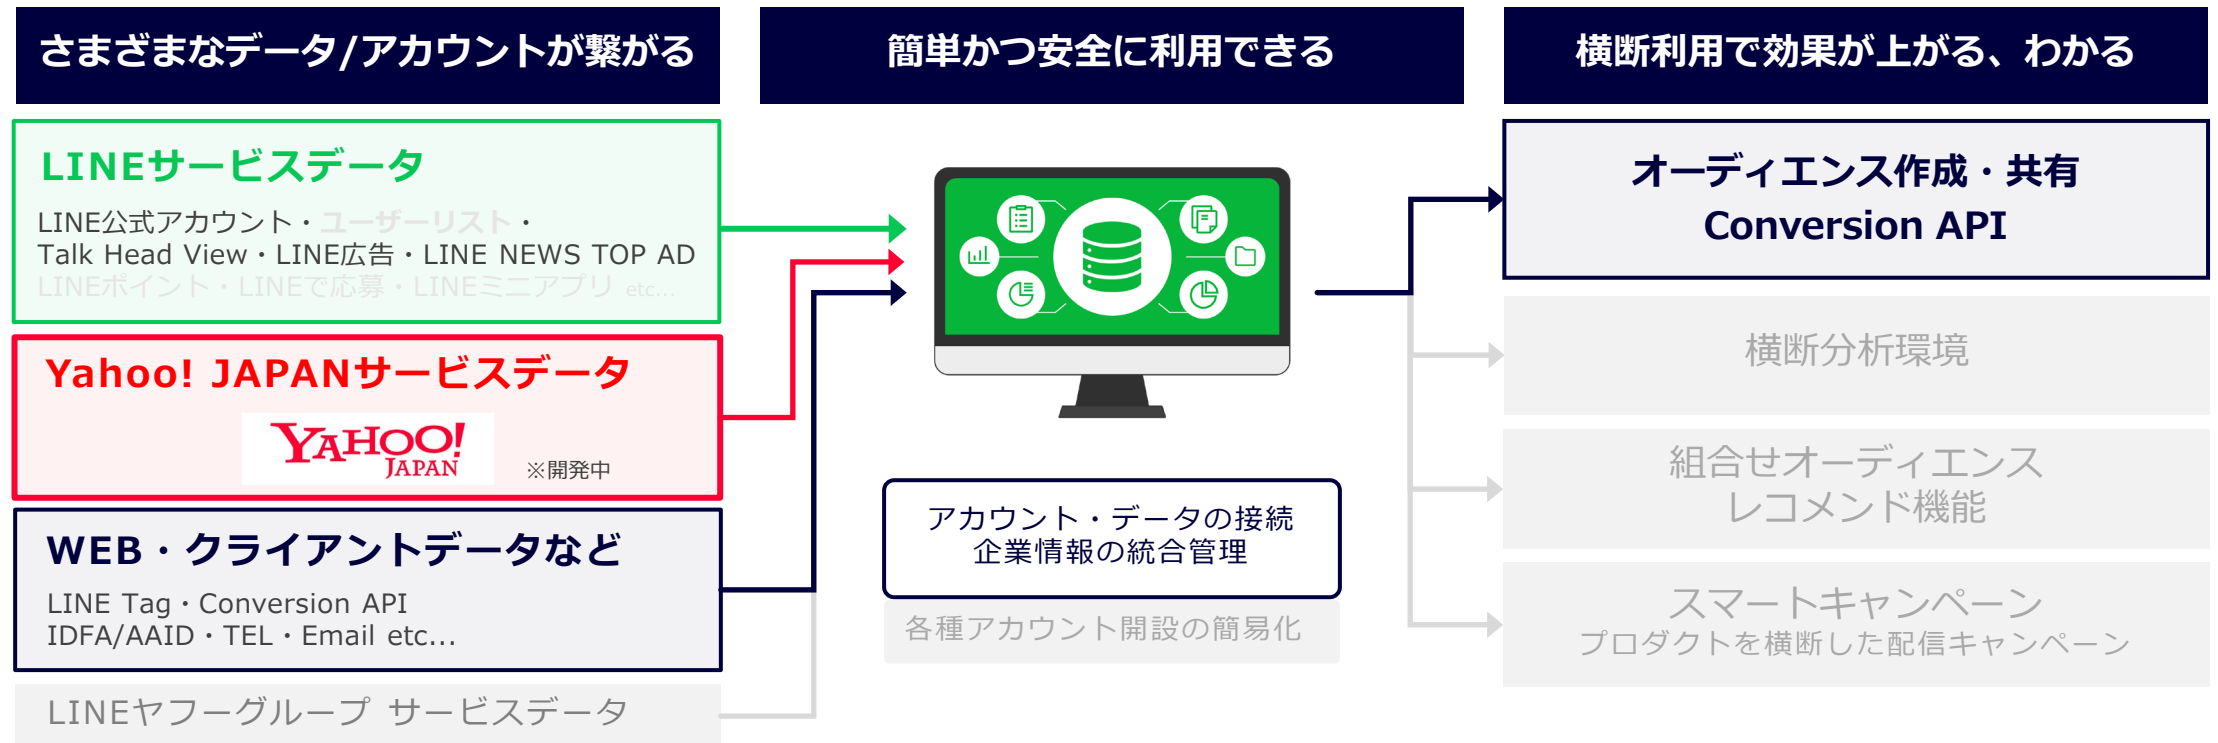 さまざまなデータ/アカウントが繋がる
LINEサービスデータ
LINE公式アカウント・ユーザーリスト・
Talk Head View・LINE広告・LINE NEWS TOP AD
LINEポイント・LINEで応募・LINEミニアプリ etc...
Yahoo! JAPANサービスデータ
YAHOO!
JAPAN
※開発中
WEB・クライアントデータなど
LINE Tag・Conversion API
IDFA/AAID・TEL・Email etc...
LINEヤフーグループ サービスデータ
簡単かつ安全に利用できる
アカウント・データの接続
企業情報の統合管理
各種アカウント開設の簡易化
横断利用で効果が上がる、わかる
オーディエンス作成・共有
Conversion API
横断分析環境
組合せオーディエンス
レコメンド機能
スマートキャンペーン
プロダクトを横断した配信キャンペーン